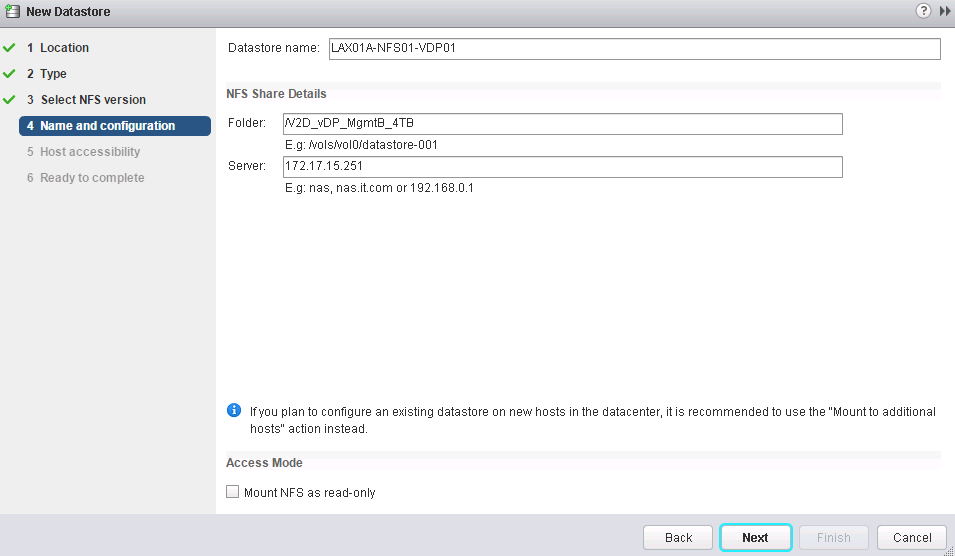 New Datastore
1 Location
2 Type
3 Select NFS version
4 Name and configuration
5 Host accessibility
6 Ready to complete
Datastore name: LAX01A-NFS01-VDP01
NFS Share Details
Folder: /V2D_vDP_MgmtB_4TB
E.g: /vols/vol0/datastore-001
Server: 172.17.15.251
E.g: nas, nas.it.com or 192.168.0.1
If you plan to configure an existing datastore on new hosts in the datacenter, it is recommended to use the "Mount to additional
hosts" action instead.
Access Mode
Mount NFS as read-only
Back Next Finish Cancel